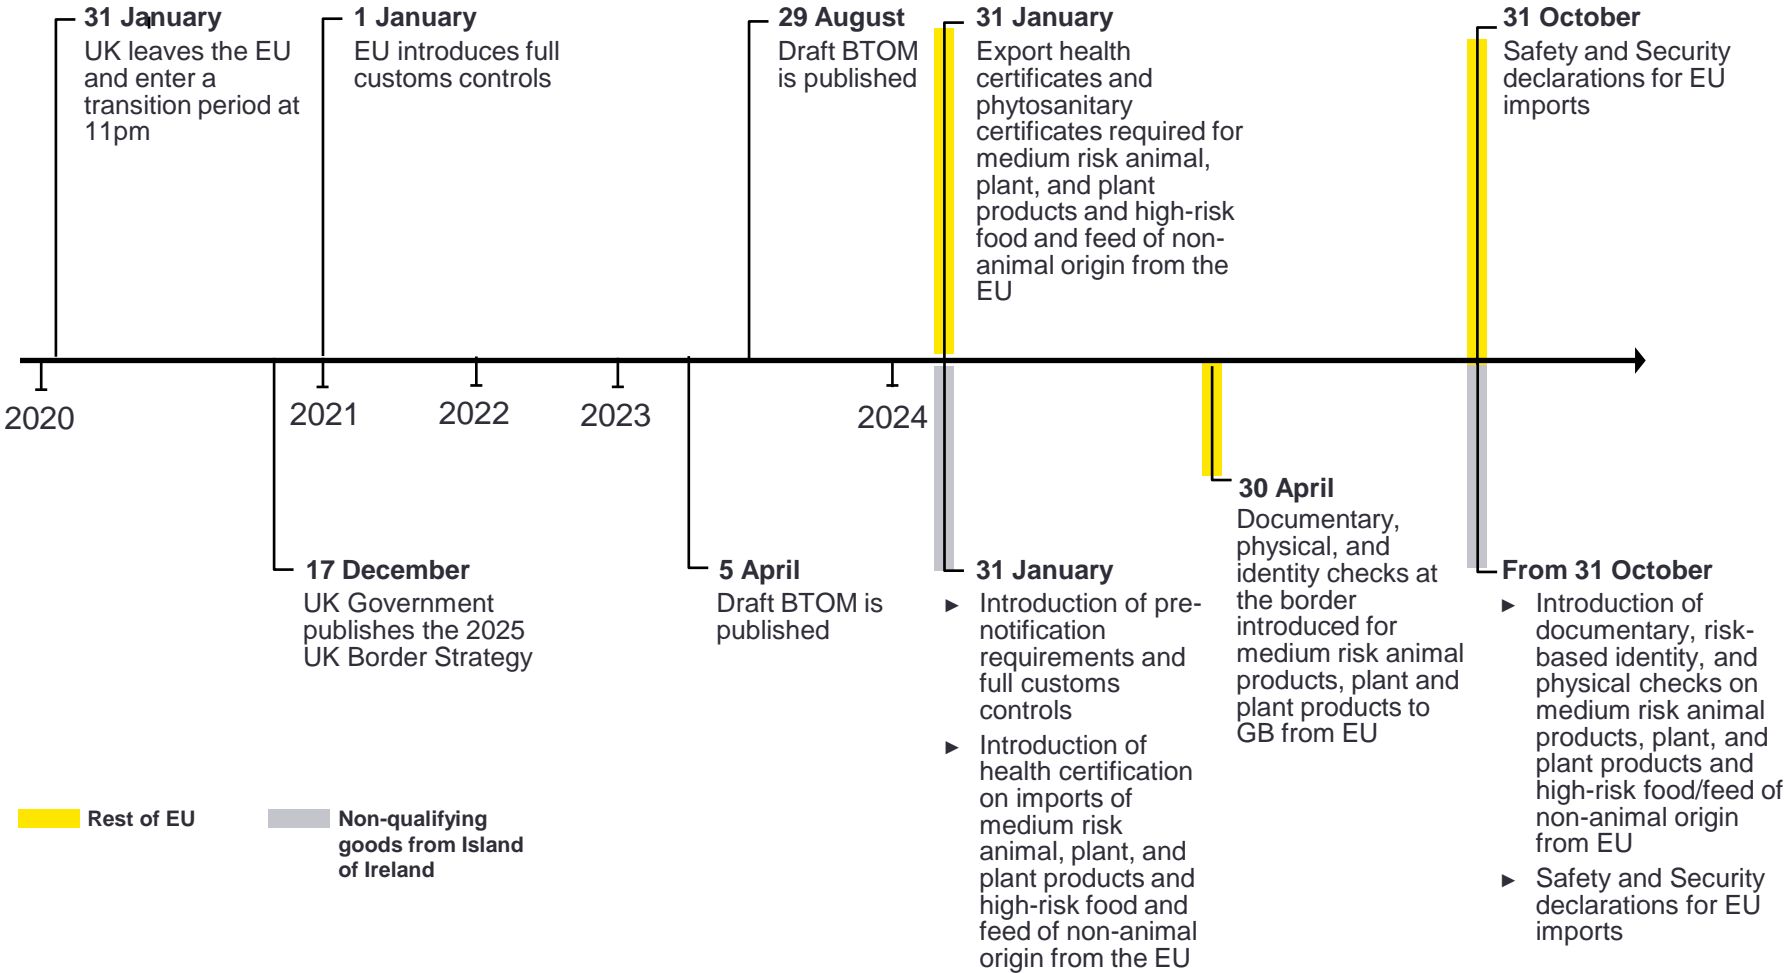 31 January
UK leaves the EU
and enter a
transition period at
11pm
1 January
EU introduces full
customs controls
29 August
Draft BTOM
is published
31 January
Export health
certificates and
phytosanitary
certificates required for
medium risk animal,
plant, and plant
products and high-risk
food and feed of non-
animal origin from the
EU
31 October
Safety and Security
declarations for EU
imports
2020
2021
2022
2023
2024
17 December
UK Government
publishes the 2025
UK Border Strategy
5 April
Draft BTOM is
published
31 January
► Introduction of pre-
notification
requirements and
full customs
controls
► Introduction of
health certification
on imports of
medium risk
animal, plant, and
plant products and
high-risk food and
feed of non-animal
origin from the EU
30 April
Documentary,
physical, and
identity checks at
the border
introduced for
medium risk animal
products, plant and
plant products to
GB from EU
From 31 October
► Introduction of
documentary, risk-
based identity, and
physical checks on
medium risk animal
products, plant, and
plant products and
high-risk food/feed of
non-animal origin
from EU
► Safety and Security
declarations for EU
imports
Rest of EU
Non-qualifying
goods from Island
of Ireland